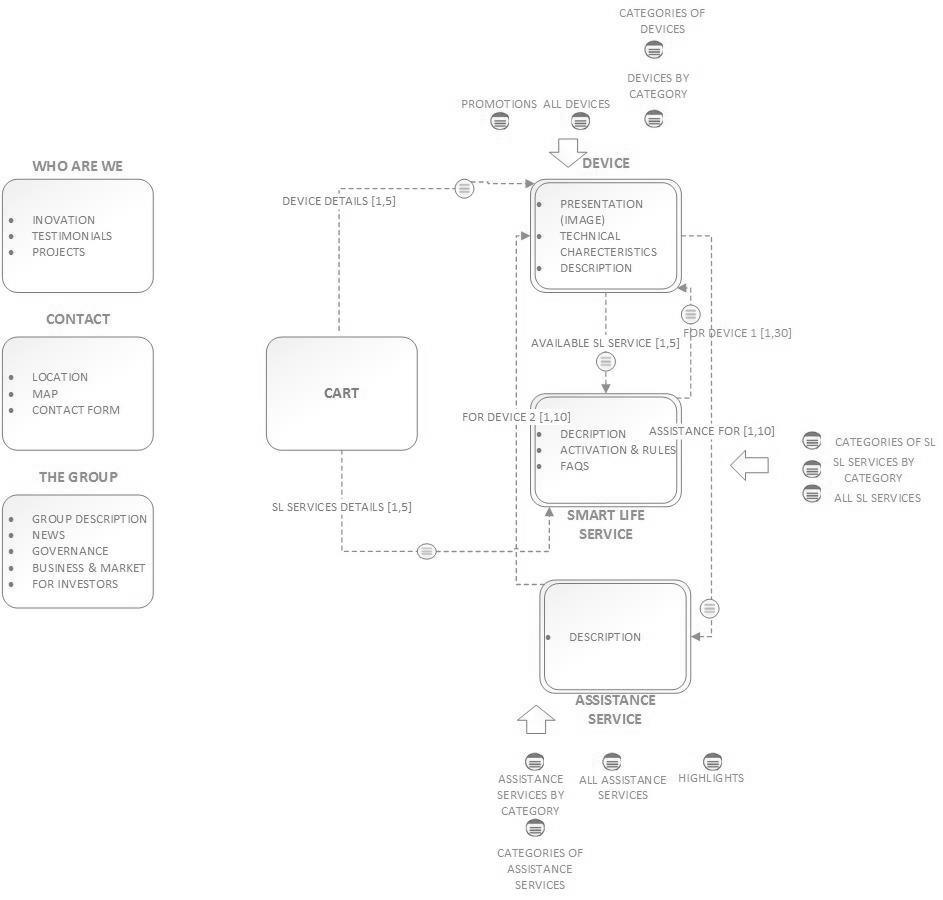 CATEGORIES OF
DEVICES
DEVICES BY
CATEGORY
PROMOTIONS ALL DEVICES
DEVICE
PRESENTATION
(IMAGE)
TECHNICAL
CHARECTERISTICS
DESCRIPTION
WHO ARE WE
INOVATION
TESTIMONIALS
PROJECTS
DEVICE DETAILS [1,5]
CONTACT
LOCATION
MAP
CONTACT FORM
CART
AVAILABLE SL SERVICE [1,5]
FOR DEVICE 1 [1,30]
FOR DEVICE 2 [1,10]
ASSISTANCE FOR [1,10]
DECRIPTION
ACTIVATION & RULES
FAQS
SMART LIFE
SERVICE
CATEGORIES OF SL
SL SERVICES BY
CATEGORY
ALL SL SERVICES
THE GROUP
GROUP DESCRIPTION
NEWS
GOVERNANCE
BUSINESS & MARKET
FOR INVESTORS
SL SERVICES DETAILS [1,5]
DESCRIPTION
ASSISTANCE
SERVICE
ASSISTANCE
SERVICES BY
CATEGORY
ALL ASSISTANCE
SERVICES
HIGHLIGHTS
CATEGORIES OF
ASSISTANCE
SERVICES